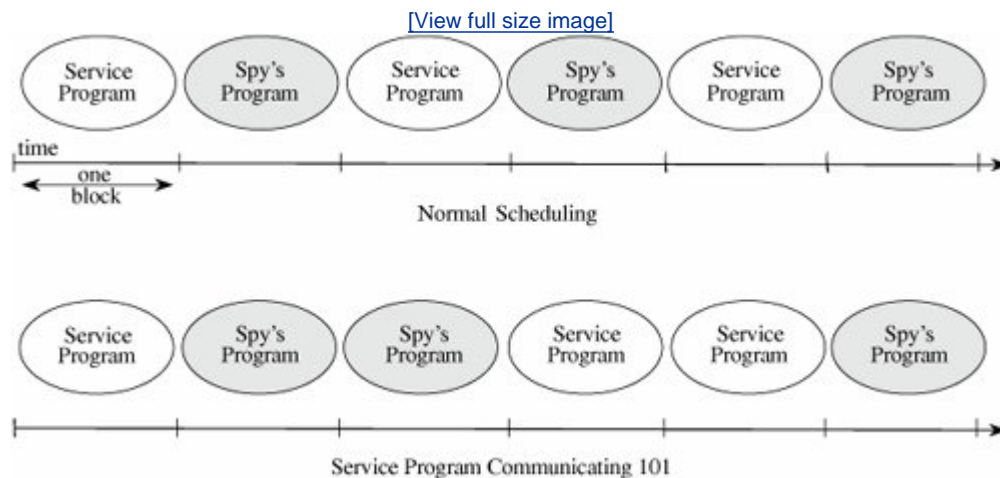 [View full size image]
Service Program
Spy's Program
Service Program
Spy's Program
Service Program
Spy's Program
time
one block
Normal Scheduling
Service Program
Spy's Program
Spy's Program
Service Program
Service Program
Spy's Program
Service Program Communicating 101